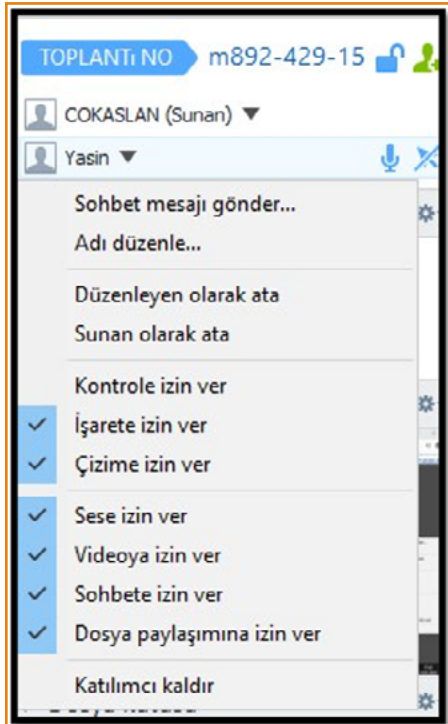 TOPLANTı NO m892-429-15
COKASLAN (Sunan)
Yasin
Sohbet mesajı gönder...
Adı düzenle...
Düzenleyen olarak ata
Sunan olarak ata
Kontrole izin ver
İşarete izin ver
Çizime izin ver
Sese izin ver
Videoya izin ver
Sohbete izin ver
Dosya paylaşımına izin ver
Katılımcı kaldır